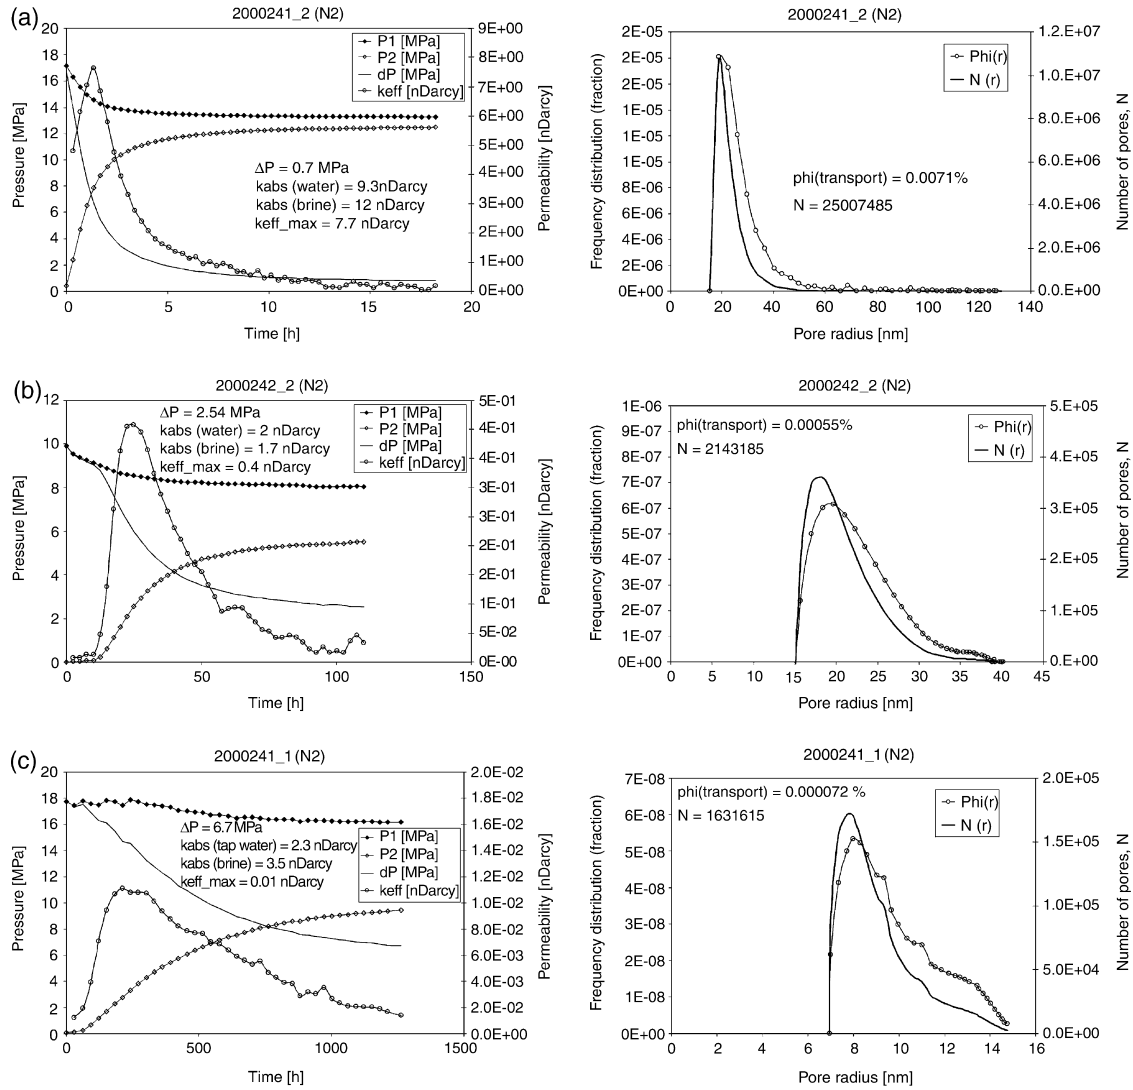 (a)
2000241_2 (N2)
20
18
16
14
12
10
8
6
4
2
0
Pressure [MPa]
0
5
10
15
20
Time [h]
9E+00
8E+00
7E+00
6E+00
5E+00
4E+00
3E+00
2E+00
1E+00
0E+00
Permeability [nDarcy]
P1 [MPa]
P2 [MPa]
dP [MPa]
keff [nDarcy]
ΔP = 0.7 MPa
kabs (water) = 9.3nDarcy
kabs (brine) = 12 nDarcy
keff_max = 7.7 nDarcy
2000241_2 (N2)
2E-05
2E-05
2E-05
1E-05
1E-05
1E-05
8E-06
6E-06
4E-06
2E-06
0E+00
Frequency distribution (fraction)
0
20
40
60
80
100
120
140
Pore radius [nm]
1.2.E+07
1.0.E+07
8.0.E+06
6.0.E+06
4.0.E+06
2.0.E+06
0.0.E+00
Number of pores, N
Phi(r)
N (r)
phi(transport) = 0.0071%
N = 25007485
(b)
2000242_2 (N2)
12
10
8
6
4
2
0
Pressure [MPa]
0
50
100
150
Time [h]
5E-01
4E-01
4E-01
3E-01
3E-01
2E-01
2E-01
1E-01
5E-02
0E-00
Permeability [nDarcy]
ΔP = 2.54 MPa
kabs (water) = 2 nDarcy
kabs (brine) = 1.7 nDarcy
keff_max = 0.4 nDarcy
P1 [MPa]
P2 [MPa]
dP [MPa]
keff [nDarcy]
2000242_2 (N2)
1E-06
9E-07
8E-07
7E-07
6E-07
5E-07
4E-07
3E-07
2E-07
1E-07
0E+00
Frequency distribution (fraction)
0
5
10
15
20
25
30
35
40
45
Pore radius [nm]
5.E+05
4.E+05
3.E+05
2.E+05
1.E+05
0.E+00
Number of pores, N
phi(transport) = 0.00055%
N = 2143185
Phi(r)
N (r)
(c)
2000241_1 (N2)
20
18
16
14
12
10
8
6
4
2
0
Pressure [MPa]
0
500
1000
1500
Time [h]
2.0E-02
1.8E-02
1.6E-02
1.4E-02
1.2E-02
1.0E-02
8.0E-03
6.0E-03
4.0E-02
2.0E-02
0.0E+00
Permeability [nDarcy]
ΔP = 6.7 MPa
kabs (tap water) = 2.3 nDarcy
kabs (brine) = 3.5 nDarcy
keff_max = 0.01 nDarcy
P1 [MPa]
P2 [MPa]
dP [MPa]
keff [nDarcy]
2000241_1 (N2)
7E-08
6E-08
5E-08
4E-08
3E-08
2E-08
1E-08
0E+00
Frequency distribution (fraction)
0
2
4
6
8
10
12
14
16
Pore radius [nm]
2.0E+05
1.5E+05
1.0E+05
5.0E+04
0.0E+00
Number of pores, N
phi(transport) = 0.000072 %
N = 1631615
Phi(r)
N (r)